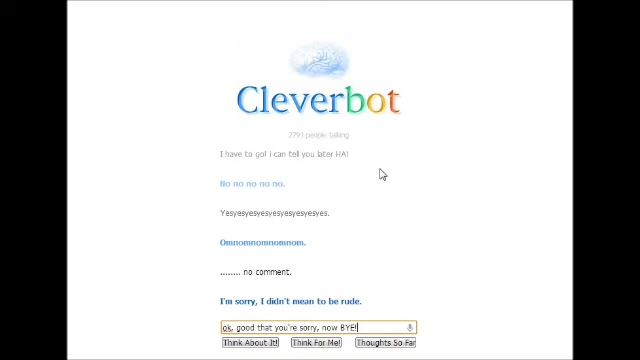 Cleverbot
2791 people talking
I have to go! i can tell you later HA!
No no no no no.
Yesyesyesyesyesyesyesyesyes.
Omnomnomnomnom.
........ no comment.
I'm sorry, I didn't mean to be rude.
ok, good that you're sorry, now BYE!
Think About It! Think For Me! Thoughts So Far